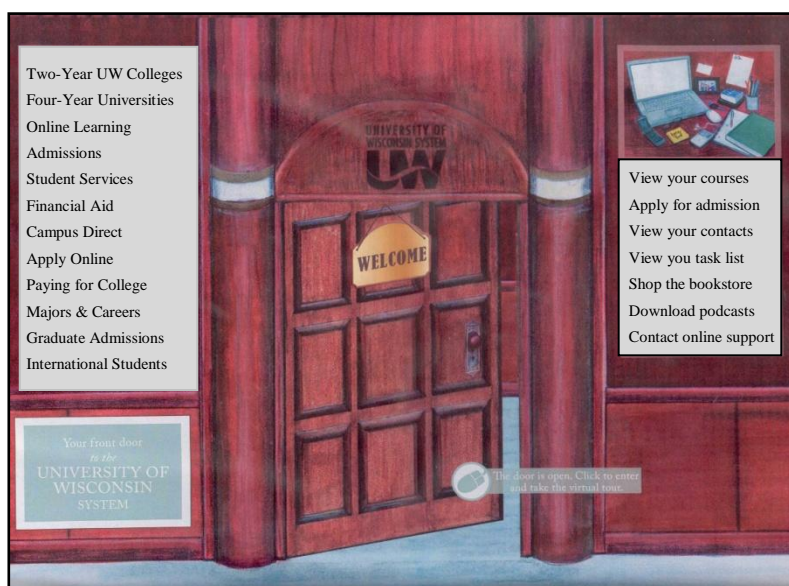 Two-Year UW Colleges
Four-Year Universities
Online Learning
Admissions
Student Services
Financial Aid
Campus Direct
Apply Online
Paying for College
Majors & Careers
Graduate Admissions
International Students
Your front door
to the
UNIVERSITY OF
WISCONSIN
SYSTEM
UNIVERSITY OF
WISCONSIN SYSTEM
UW
WELCOME
The door is open. Click to enter
and take the virtual tour.
View your courses
Apply for admission
View your contacts
View you task list
Shop the bookstore
Download podcasts
Contact online support